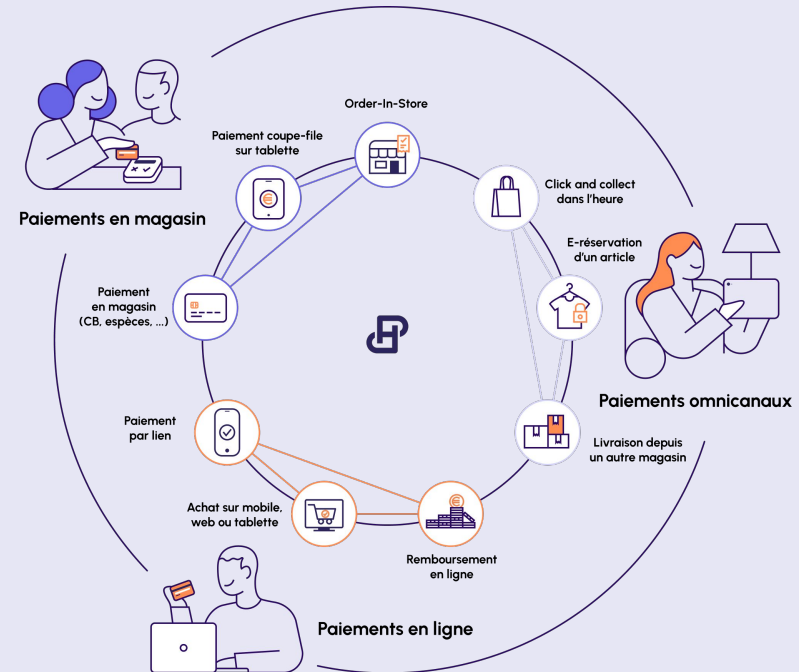 Order-In-Store
Paiement coupe-file
sur tablette
Click and collect
dans l'heure
Paiements en magasin
E-réservation
d'un article
Paiement
en magasin
(CB, espèces, ...)
Paiements omnicanaux
Paiement
par lien
Livraison depuis
un autre magasin
Achat sur mobile,
web ou tablette
Remboursement
en ligne
Paiements en ligne